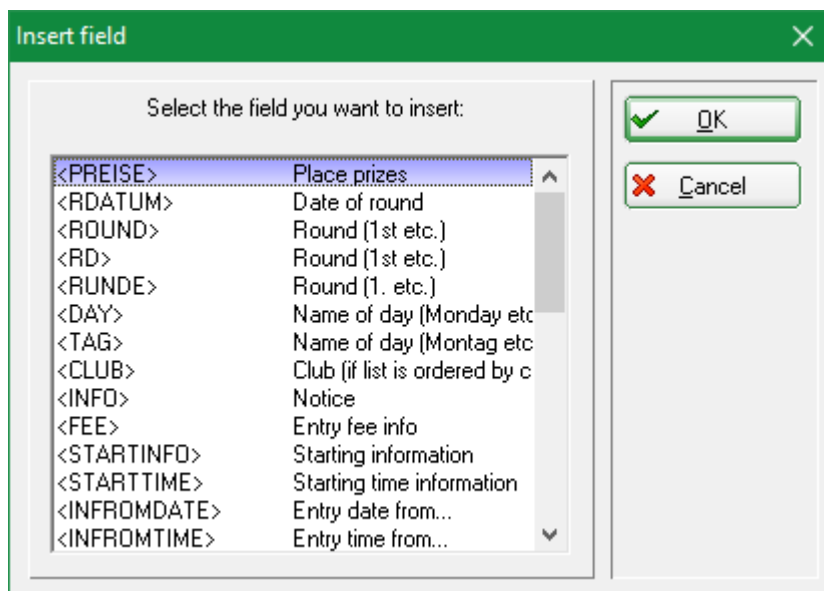 Insert field
Select the field you want to insert:
<PREISE> Place prizes
<RDATUM> Date of round
<ROUND> Round (1st etc.)
<RD> Round (1st etc.)
<RUNDE> Round (1. etc.)
<DAY> Name of day (Monday etc
<TAG> Name of day (Montag etc
<CLUB> Club (if list is ordered by c
<INFO> Notice
<FEE> Entry fee info
<STARTINFO> Starting information
<STARTTIME> Starting time information
<INFROMDATE> Entry date from...
<INFROMTIME> Entry time from...
OK
Cancel